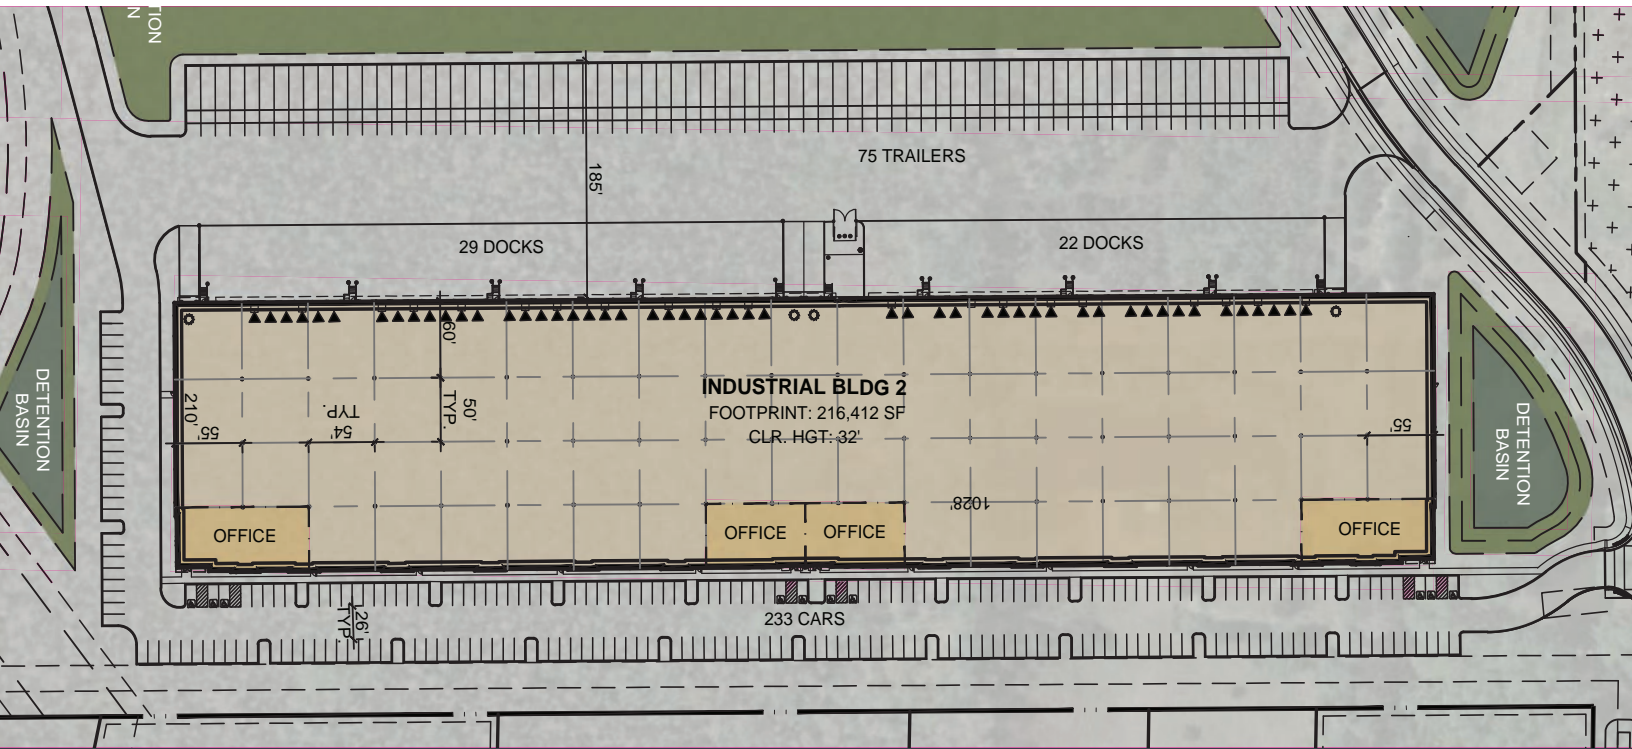 TION
N
75 TRAILERS
185'
29 DOCKS
22 DOCKS
60'
INDUSTRIAL BLDG 2
FOOTPRINT: 216,412 SF
CLR. HGT: 32'
210'
55'
54'
TYP.
50'
TYP.
55'
1028'
DETENTION
BASIN
DETENTION
BASIN
OFFICE
OFFICE
OFFICE
OFFICE
233 CARS
26'
TYP.